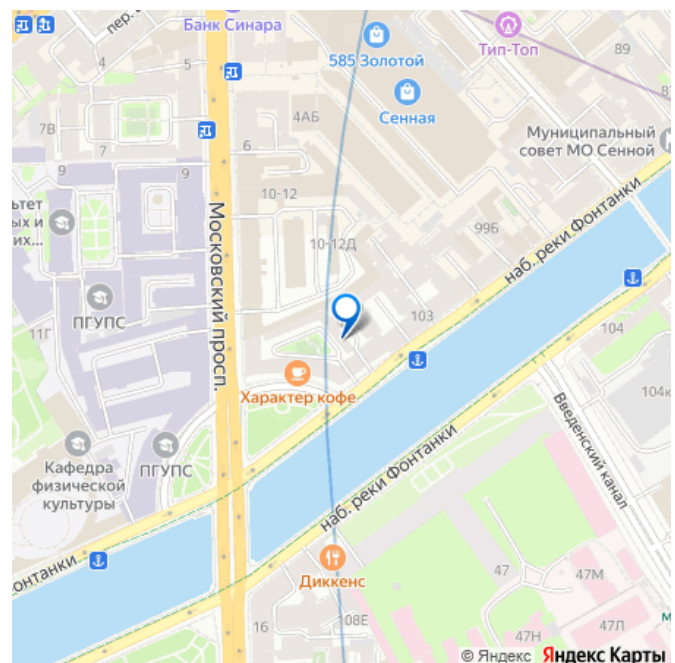 пер.
Банк Синара
Тип-Топ
4
5
585 Золотой
89
7В
7
4АБ
Сенная
6
Муниципальный
совет МО Сенной
9
9
10-12
ПГУПС
11Г
Московский просп.
10-12Д
99Б
наб. реки Фонтанки
103
104
Характер кофе
Введенский канал
Кафедра
физической
культуры
ПГУПС
наб. реки Фонтанки
Диккенс
16
108Е
47
47М
47Н
47Л
© Яндекс Яндекс Карты